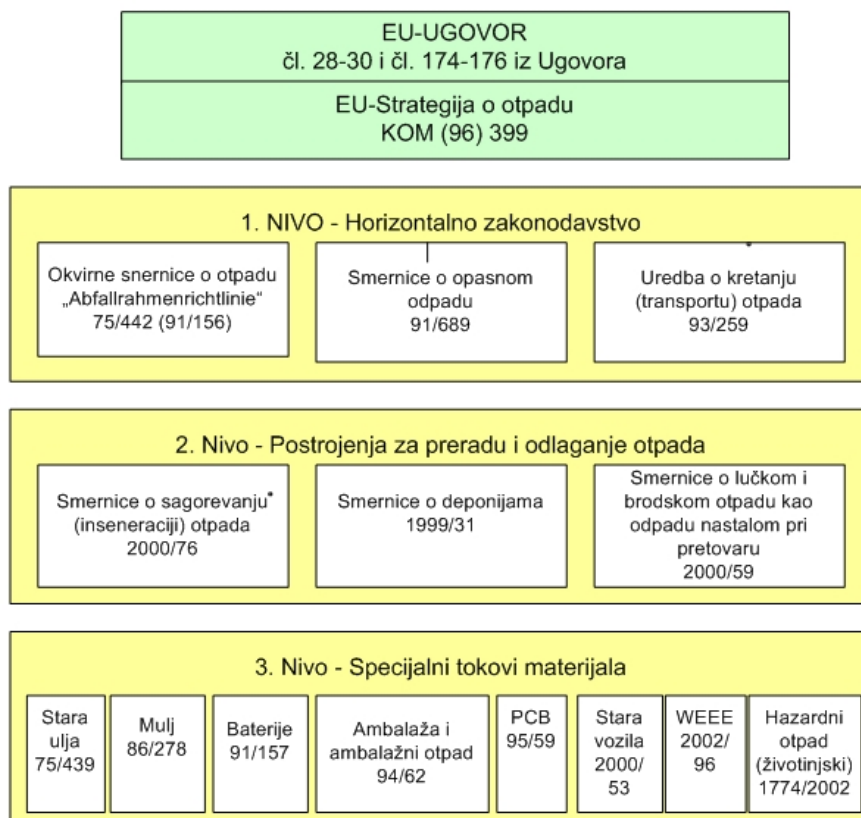 EU-UGOVOR
čl. 28-30 i čl. 174-176 iz Ugovora
EU-Strategija o otpadu
KOM (96) 399
1. NIVO - Horizontalno zakonodavstvo
Okvirne snernice o otpadu
„Abfallrahmenrichtlinie“
75/442 (91/156)
Smernice o opasnom
odpadu
91/689
Uredba o kretanju
(transportu) otpada
93/259
2. Nivo - Postrojenja za preradu i odlaganje otpada
Smernice o sagorevanju*
(inseneraciji) otpada
2000/76
Smernice o deponijama
1999/31
Smernice o lučkom i
brodskom otpadu kao
odpadu nastalom pri
pretovaru
2000/59
3. Nivo - Specijalni tokovi materijala
Stara
ulja
75/439
Mulj
86/278
Baterije
91/157
Ambalaža i
ambalažni otpad
94/62
PCB
95/59
Stara
vozila
2000/
53
WEEE
2002/
96
Hazardni
otpad
(životinjski)
1774/2002